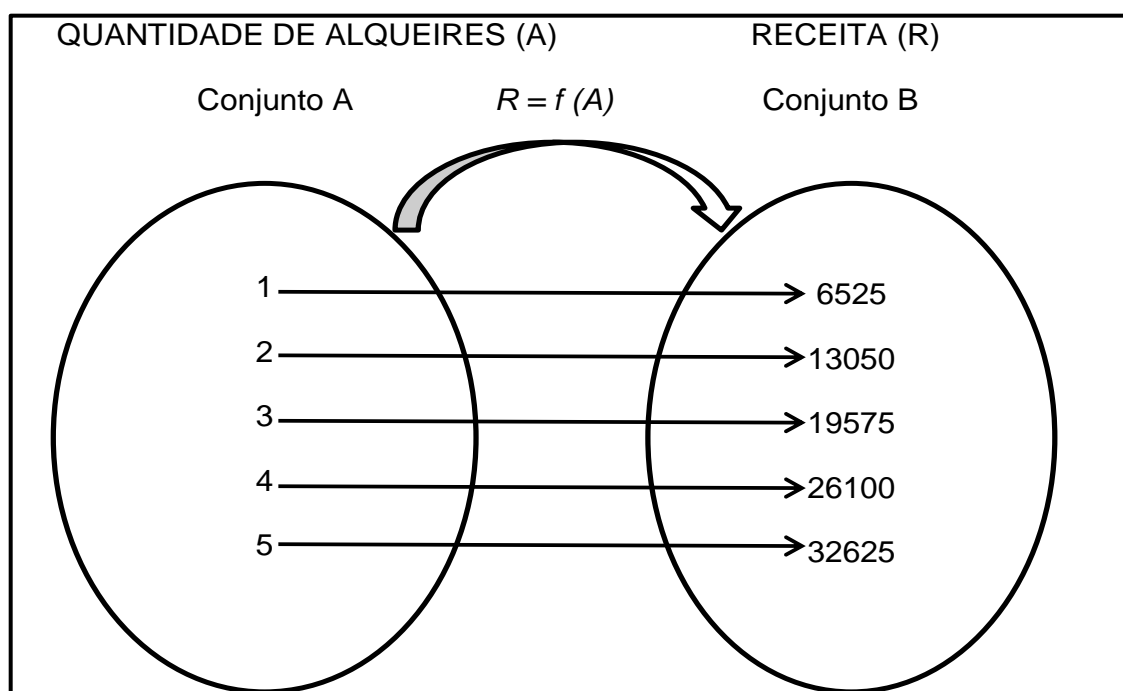 QUANTIDADE DE ALQUEIRES (A) RECEITA (R)
Conjunto A R = f (A) Conjunto B
1 6525
2 13050
3 19575
4 26100
5 32625